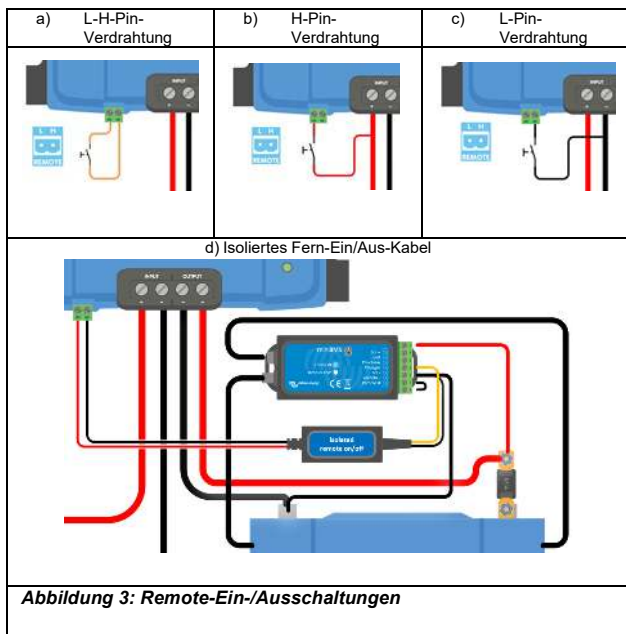 a) L-H-Pin-
Verdrahtung
b) H-Pin-
Verdrahtung
c) L-Pin-
Verdrahtung
INPUT
L H
REMOTE
INPUT
L H
REMOTE
INPUT
L H
REMOTE
d) Isoliertes Fern-Ein/Aus-Kabel
INPUT OUTPUT
miniBMS
Isolated
remote on/off
Abbildung 3: Remote-Ein-/Ausschaltungen